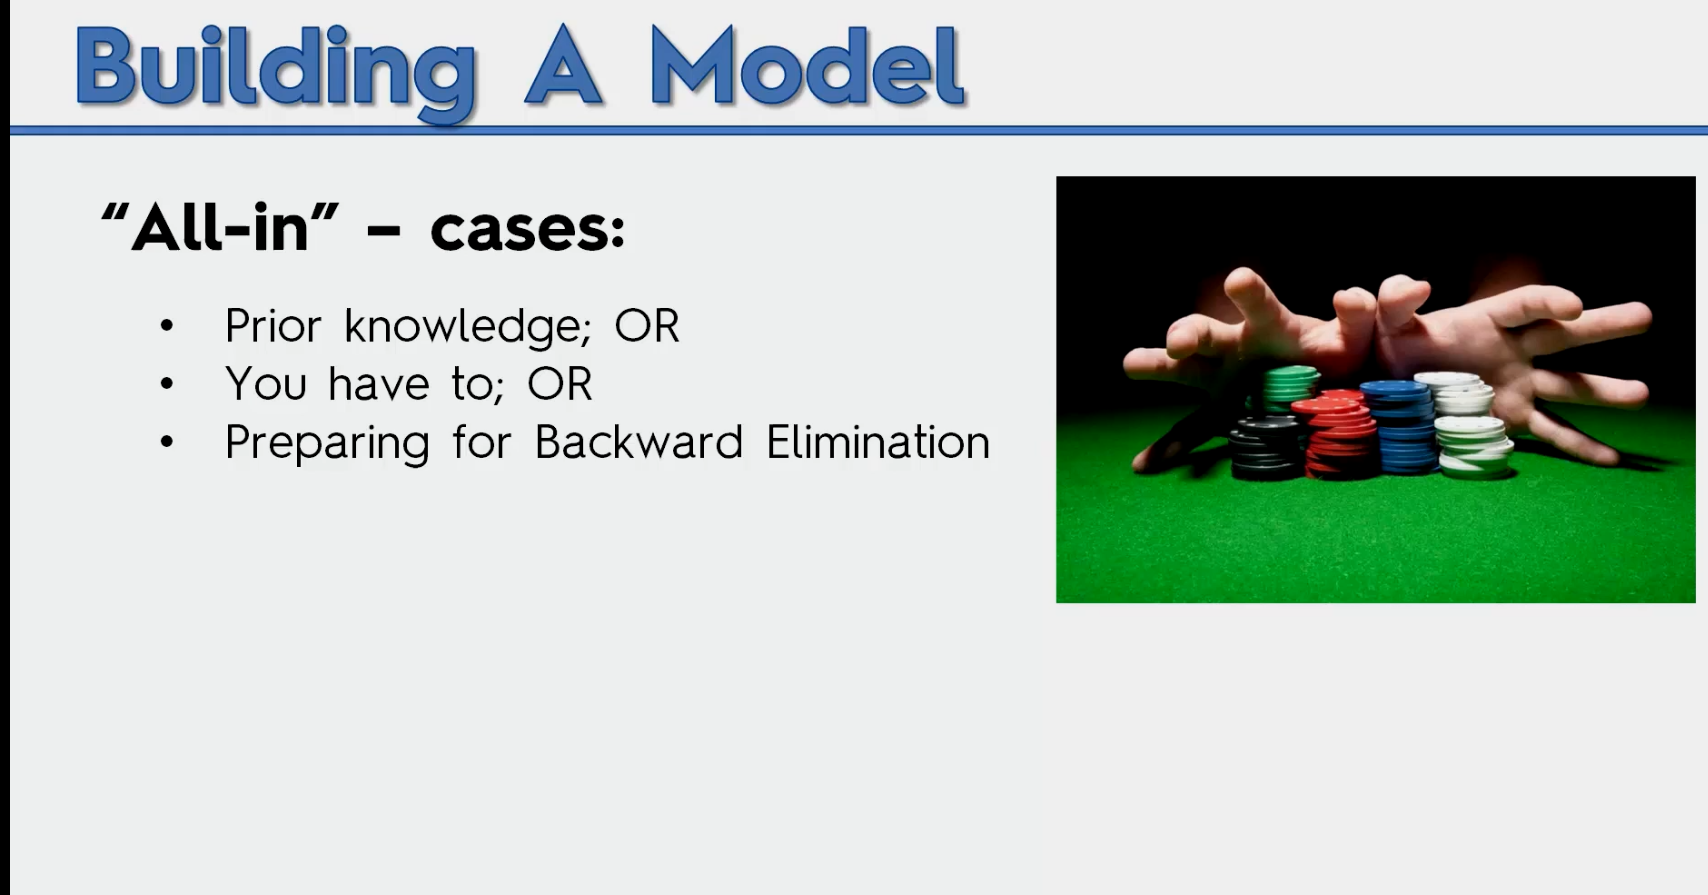 Building A Model
“All-in” – cases:
• Prior knowledge; OR
• You have to; OR
• Preparing for Backward Elimination